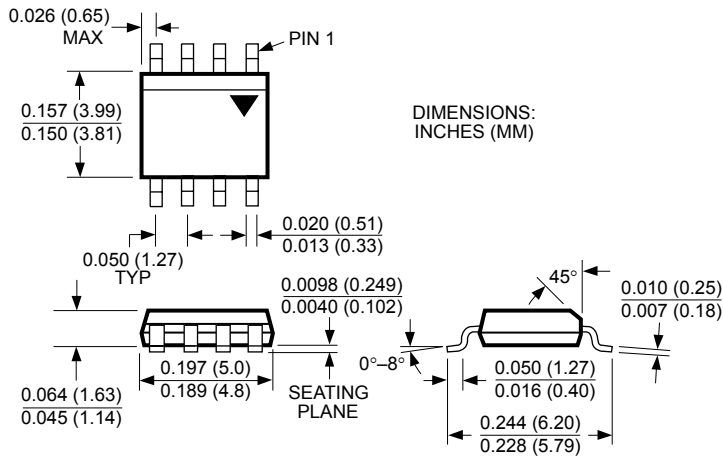 0.026 (0.65)
MAX
PIN 1
0.157 (3.99)
0.150 (3.81)
DIMENSIONS:
INCHES (MM)
0.020 (0.51)
0.013 (0.33)
0.050 (1.27)
TYP
0.0098 (0.249)
0.0040 (0.102)
45°
0.010 (0.25)
0.007 (0.18)
0°–8°
0.064 (1.63)
0.045 (1.14)
0.197 (5.0)
0.189 (4.8)
SEATING
PLANE
0.050 (1.27)
0.016 (0.40)
0.244 (6.20)
0.228 (5.79)